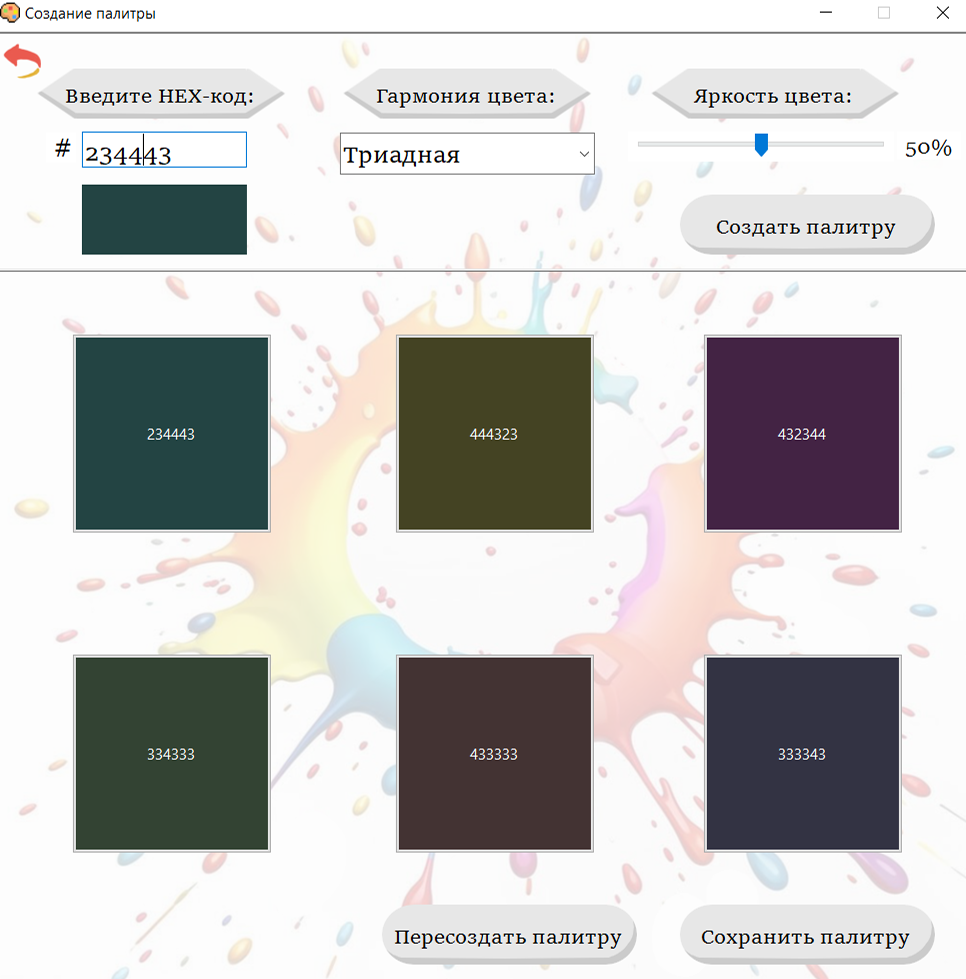 Создание палитры
Введите HEX-код:
Гармония цвета:
Яркость цвета:
# 234443
Триадная
50%
Создать палитру
234443
444323
432344
334333
433333
333343
Пересоздать палитру
Сохранить палитру